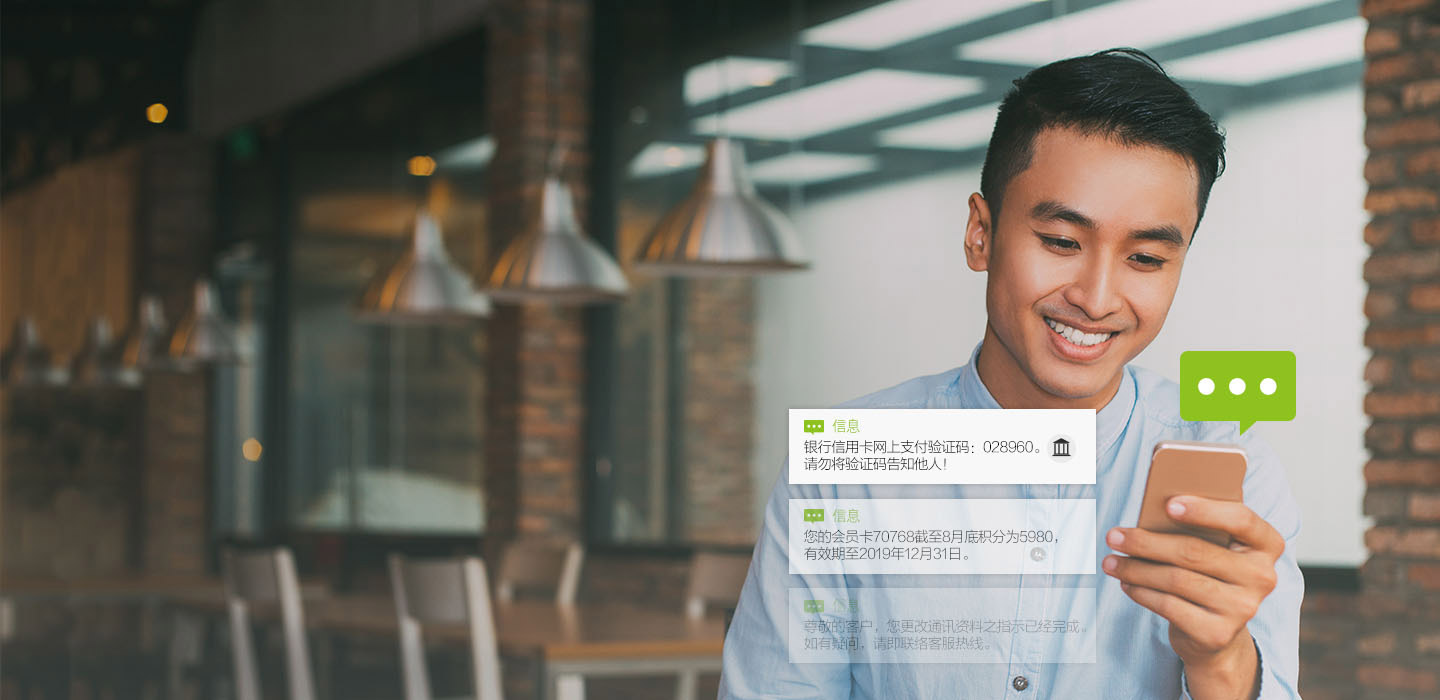 信息
银行信用卡网上支付验证码：028960。
请勿将验证码告知他人！
信息
您的会员卡70768截至8月底积分为5980，
有效期至2019年12月31日。
信息
尊敬的客户，您更改通讯资料之指示已经完成。
如有疑问，请即联络客服热线。